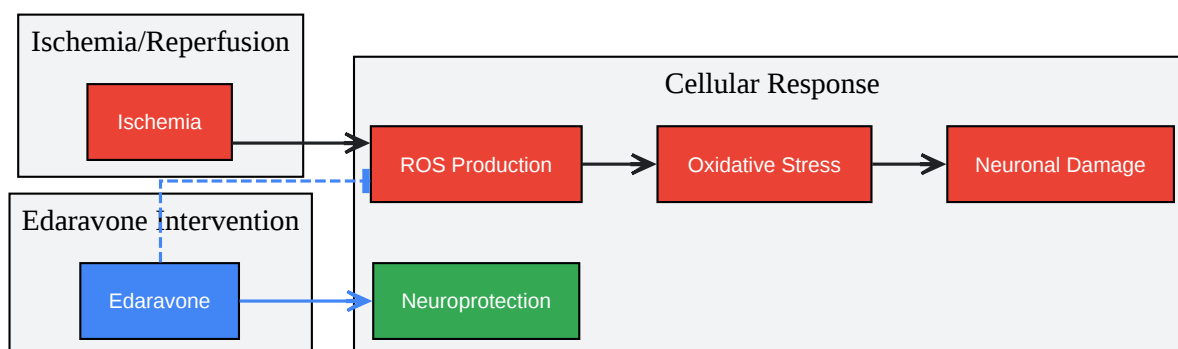 Ischemia/Reperfusion
Ischemia
Cellular Response
ROS Production
Oxidative Stress
Neuronal Damage
Edaravone Intervention
Edaravone
Neuroprotection